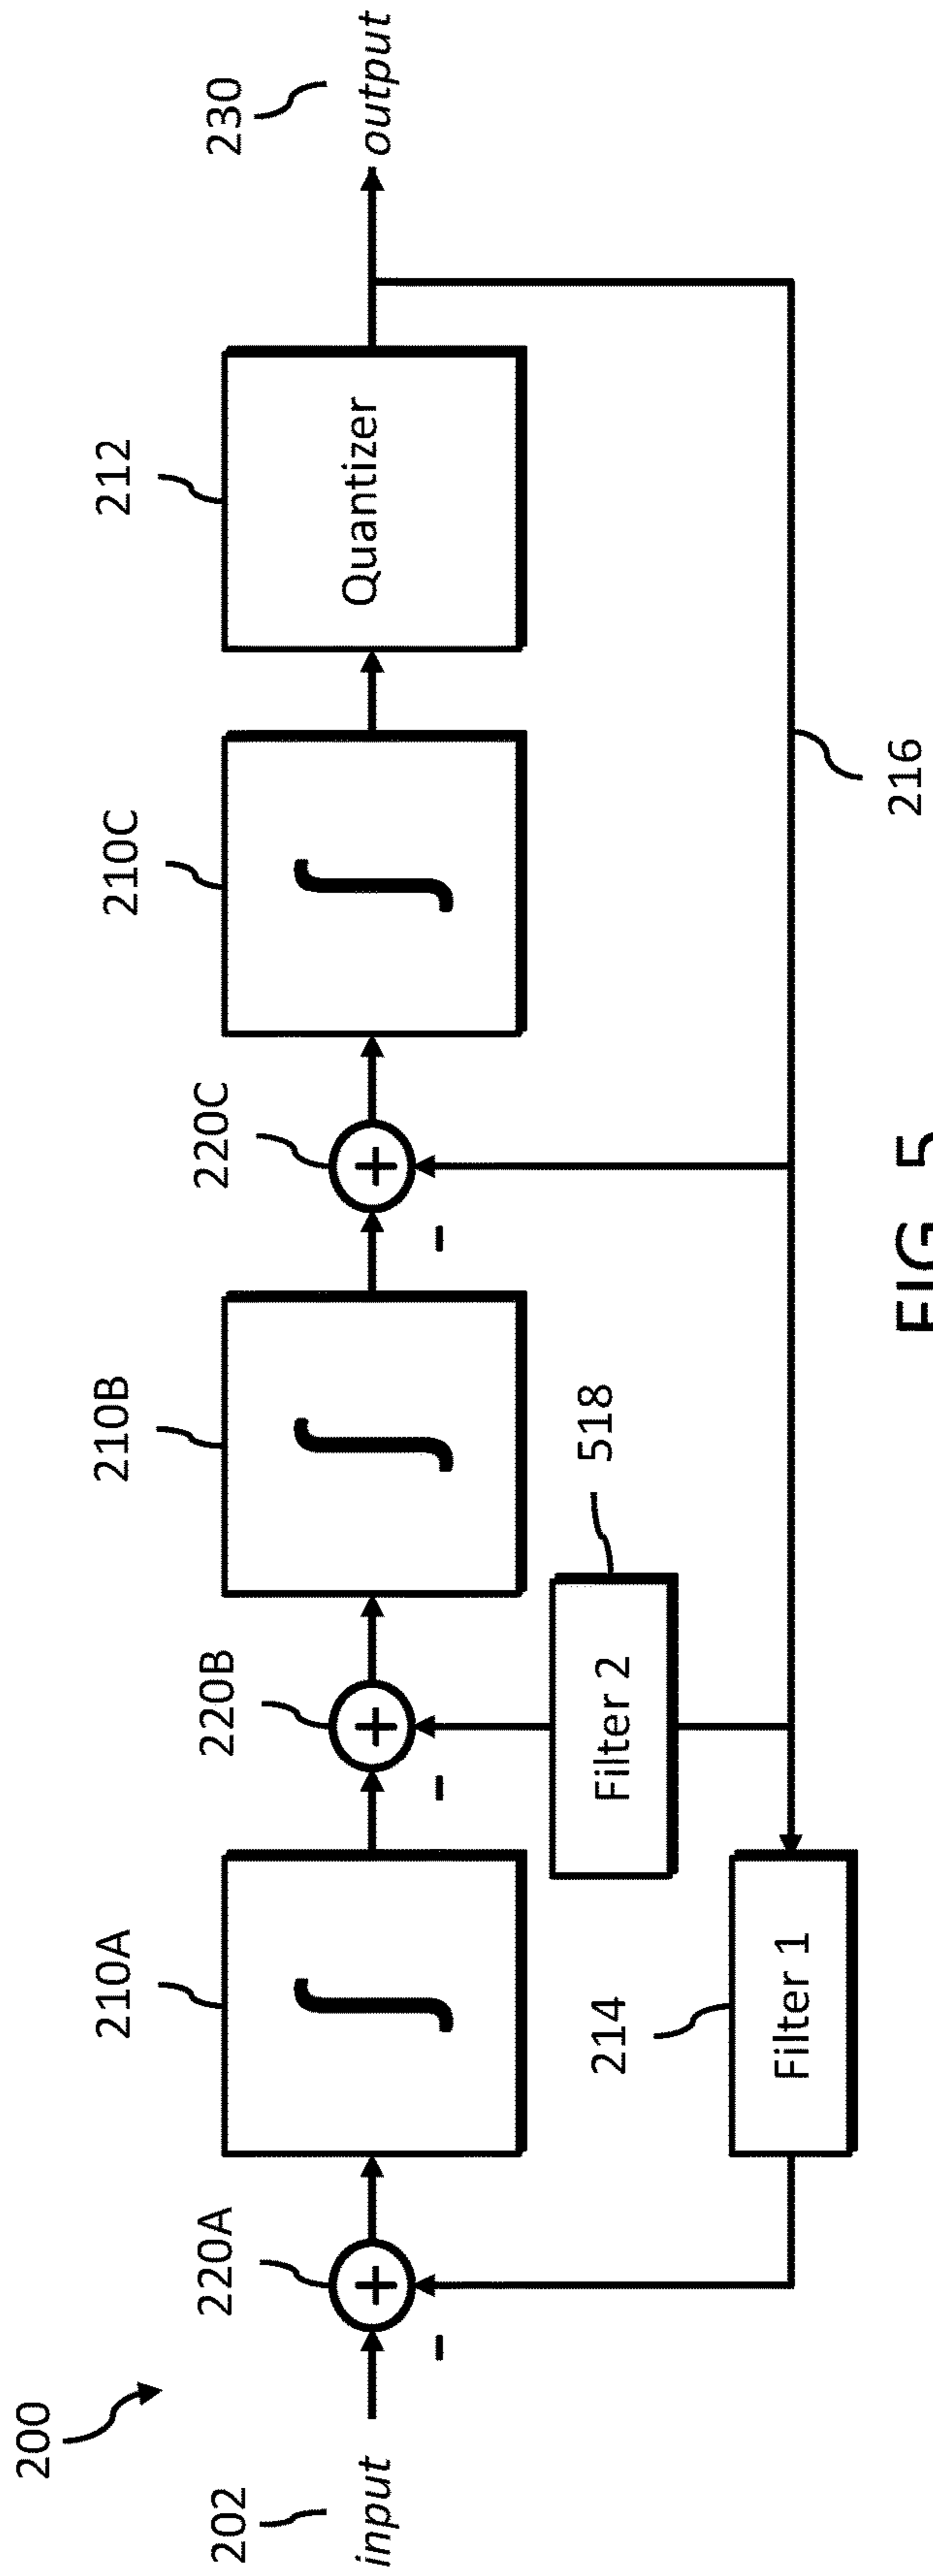 200
202
input
220A
210A
∫
214
Filter 1
220B
Filter 2
518
210B
∫
220C
210C
∫
216
212
Quantizer
230
output
FIG. 5